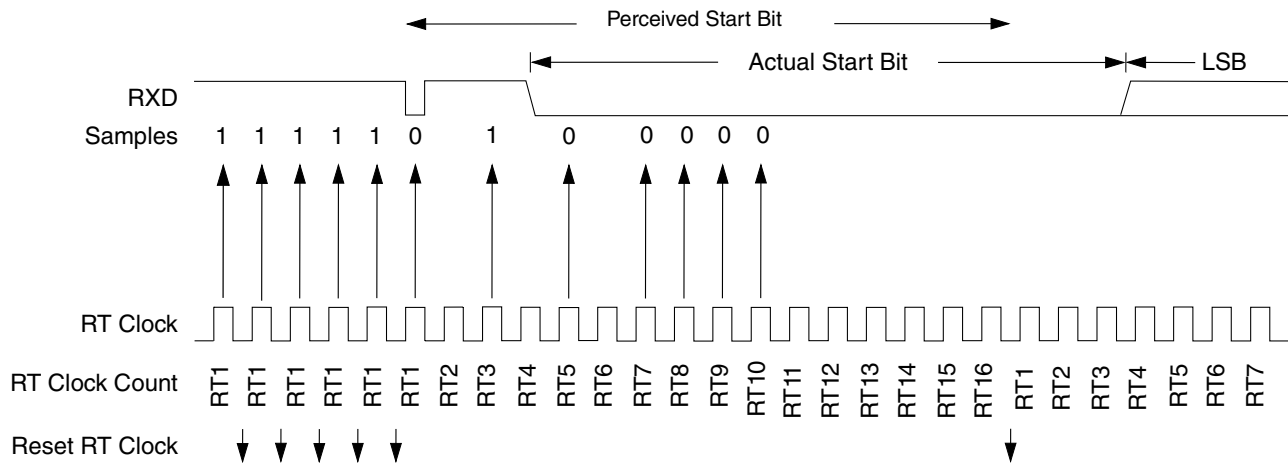 Perceived Start Bit
Actual Start Bit LSB
RXD
Samples 1 1 1 1 1 0 1 0 0 0 0 0
RT Clock
RT Clock Count RT1 RT1 RT1 RT1 RT1 RT1 RT2 RT3 RT4 RT5 RT6 RT7 RT8 RT9 RT10 RT11 RT12 RT13 RT14 RT15 RT16 RT1 RT2 RT3 RT4 RT5 RT6 RT7
Reset RT Clock